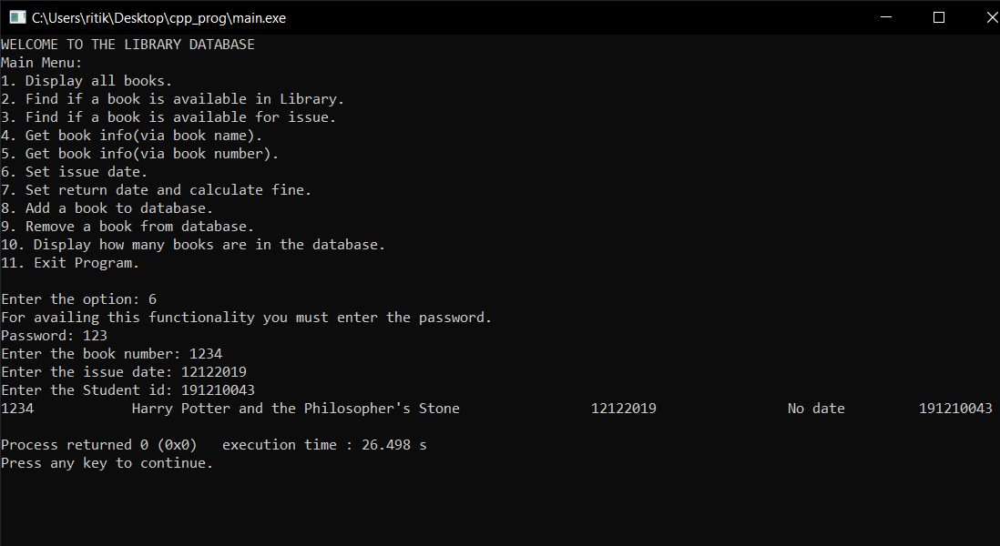 C:\Users\ritik\Desktop\cpp_prog\main.exe
WELCOME TO THE LIBRARY DATABASE
Main Menu:
1. Display all books.
2. Find if a book is available in Library.
3. Find if a book is available for issue.
4. Get book info(via book name).
5. Get book info(via book number).
6. Set issue date.
7. Set return date and calculate fine.
8. Add a book to database.
9. Remove a book from database.
10. Display how many books are in the database.
11. Exit Program.
Enter the option: 6
For availing this functionality you must enter the password.
Password: 123
Enter the book number: 1234
Enter the issue date: 12122019
Enter the Student id: 191210043
1234 Harry Potter and the Philosopher's Stone 12122019 No date 191210043
Process returned 0 (0x0) execution time : 26.498 s
Press any key to continue.